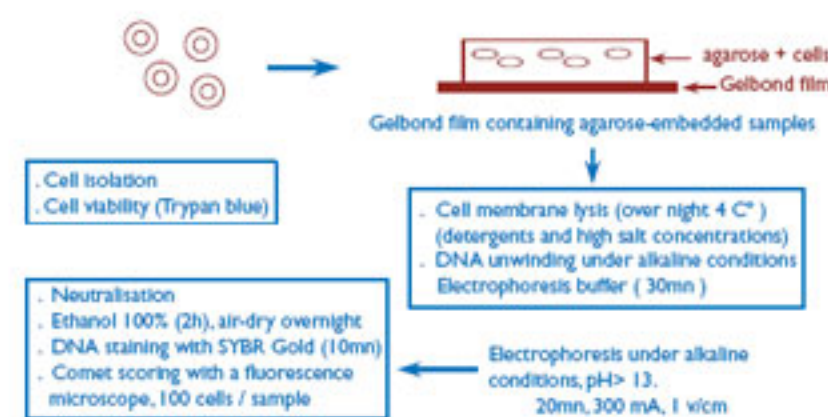 agarose + cells
Gelbond film
Gelbond film containing agarose-embedded samples
. Cell isolation
. Cell viability (Trypan blue)
. Cell membrane lysis (over night 4 C° )
(detergents and high salt concentrations)
. DNA unwinding under alkaline conditions
Electrophoresis buffer ( 30mn )
. Neutralisation
. Ethanol 100% (2h), air-dry overnight
. DNA staining with SYBR Gold (10mn)
. Comet scoring with a fluorescence
microscope, 100 cells / sample
Electrophoresis under alkaline
conditions, pH> 13.
20mn, 300 mA, 1 v/cm